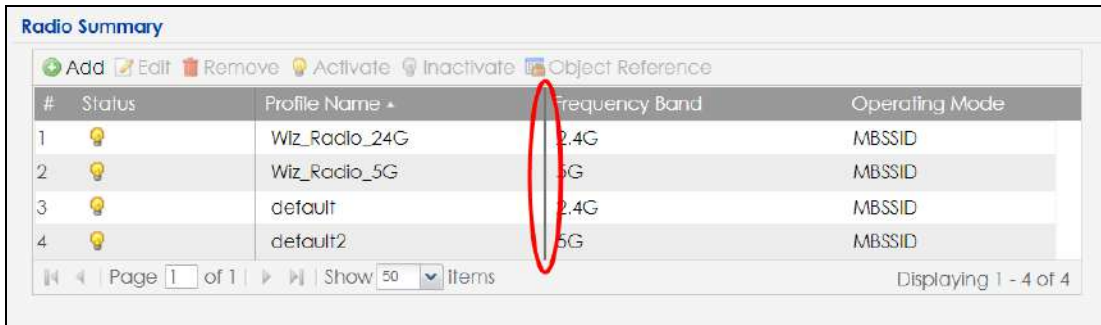 Radio Summary
Add Edit Remove Activate Inactivate Object Reference
# Status Profile Name Frequency Band Operating Mode
1 Wiz_Radio_24G 2.4G MBSSID
2 Wiz_Radio_5G 5G MBSSID
3 default 2.4G MBSSID
4 default2 5G MBSSID
Page 1 of 1 Show 50 items Displaying 1 - 4 of 4